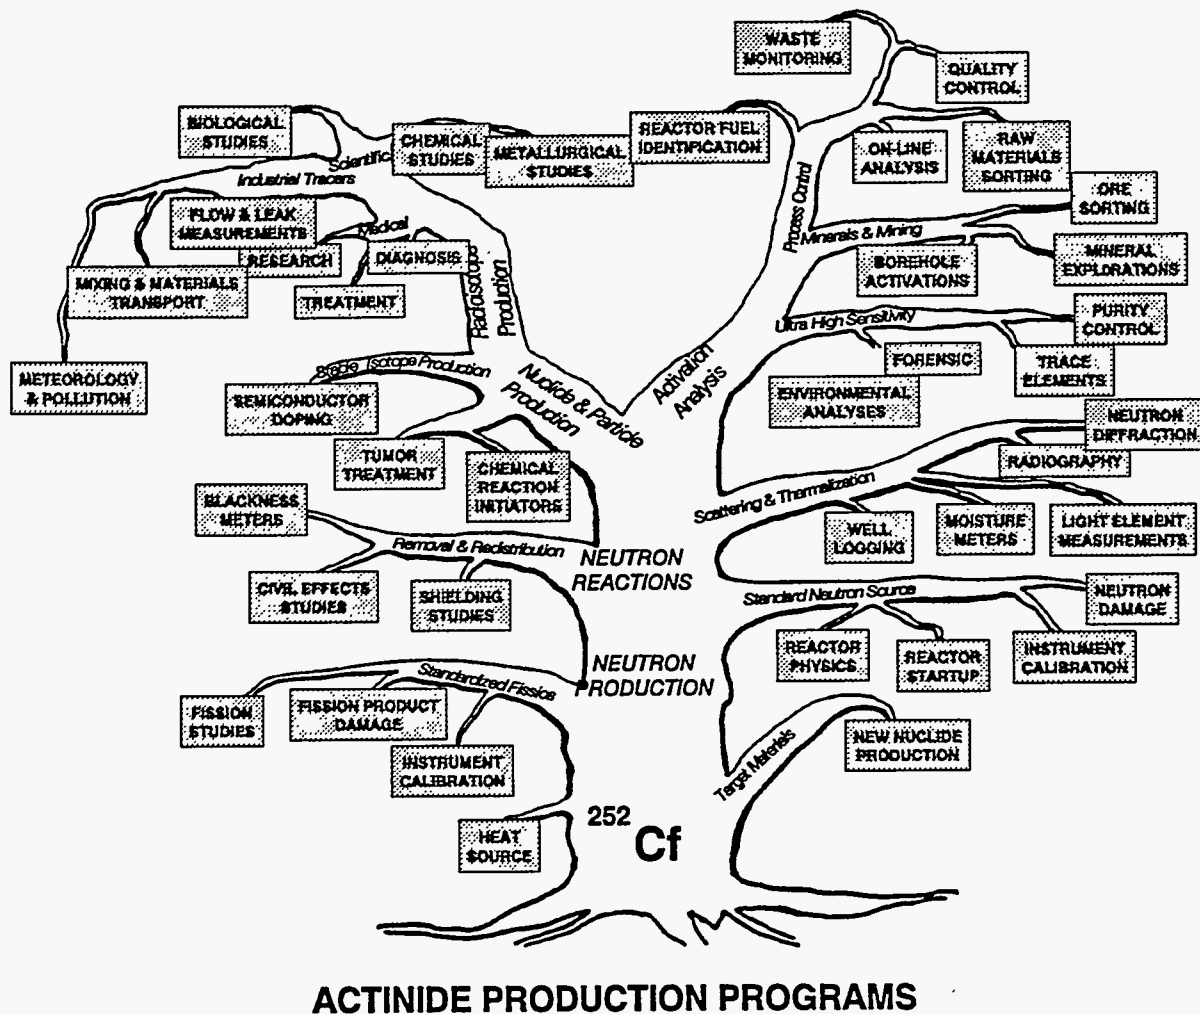 WASTE
MONITORING
QUALITY
CONTROL
BIOLOGICAL
STUDIES
Scientific
CHEMICAL
STUDIES
METALLURGICAL
STUDIES
REACTOR FUEL
IDENTIFICATION
ON-LINE
ANALYSIS
RAW
MATERIALS
SORTING
Industrial Tracers
Process Control
ORE
SORTING
FLOW & LEAK
MEASUREMENTS
Medical
RESEARCH
DIAGNOSIS
Minerals & Mining
BOREHOLE
ACTIVATIONS
MINERAL
EXPLORATIONS
MIXING & MATERIALS
TRANSPORT
TREATMENT
Radioisotope
Production
Ultra High Sensitivity
PURITY
CONTROL
METEOROLOGY
& POLLUTION
Stable Isotope Production
Nuclide & Particle
Production
Activation
Analysis
FORENSIC
TRACE
ELEMENTS
ENVIRONMENTAL
ANALYSES
SEMICONDUCTOR
DOPING
TUMOR
TREATMENT
CHEMICAL
REACTION
INITIATORS
NEUTRON
DIFFRACTION
RADIOGRAPHY
Scattering & Thermalization
BLACKNESS
METERS
WELL
LOGGING
MOISTURE
METERS
LIGHT ELEMENT
MEASUREMENTS
Removal & Redistribution
NEUTRON
REACTIONS
CIVIL EFFECTS
STUDIES
SHIELDING
STUDIES
Standard Neutron Source
NEUTRON
DAMAGE
REACTOR
PHYSICS
REACTOR
STARTUP
INSTRUMENT
CALIBRATION
NEUTRON
PRODUCTION
Standardized Fission
FISSION
STUDIES
FISSION PRODUCT
DAMAGE
INSTRUMENT
CALIBRATION
Target Materials
NEW NUCLIDE
PRODUCTION
HEAT
SOURCE
252
Cf
ACTINIDE PRODUCTION PROGRAMS